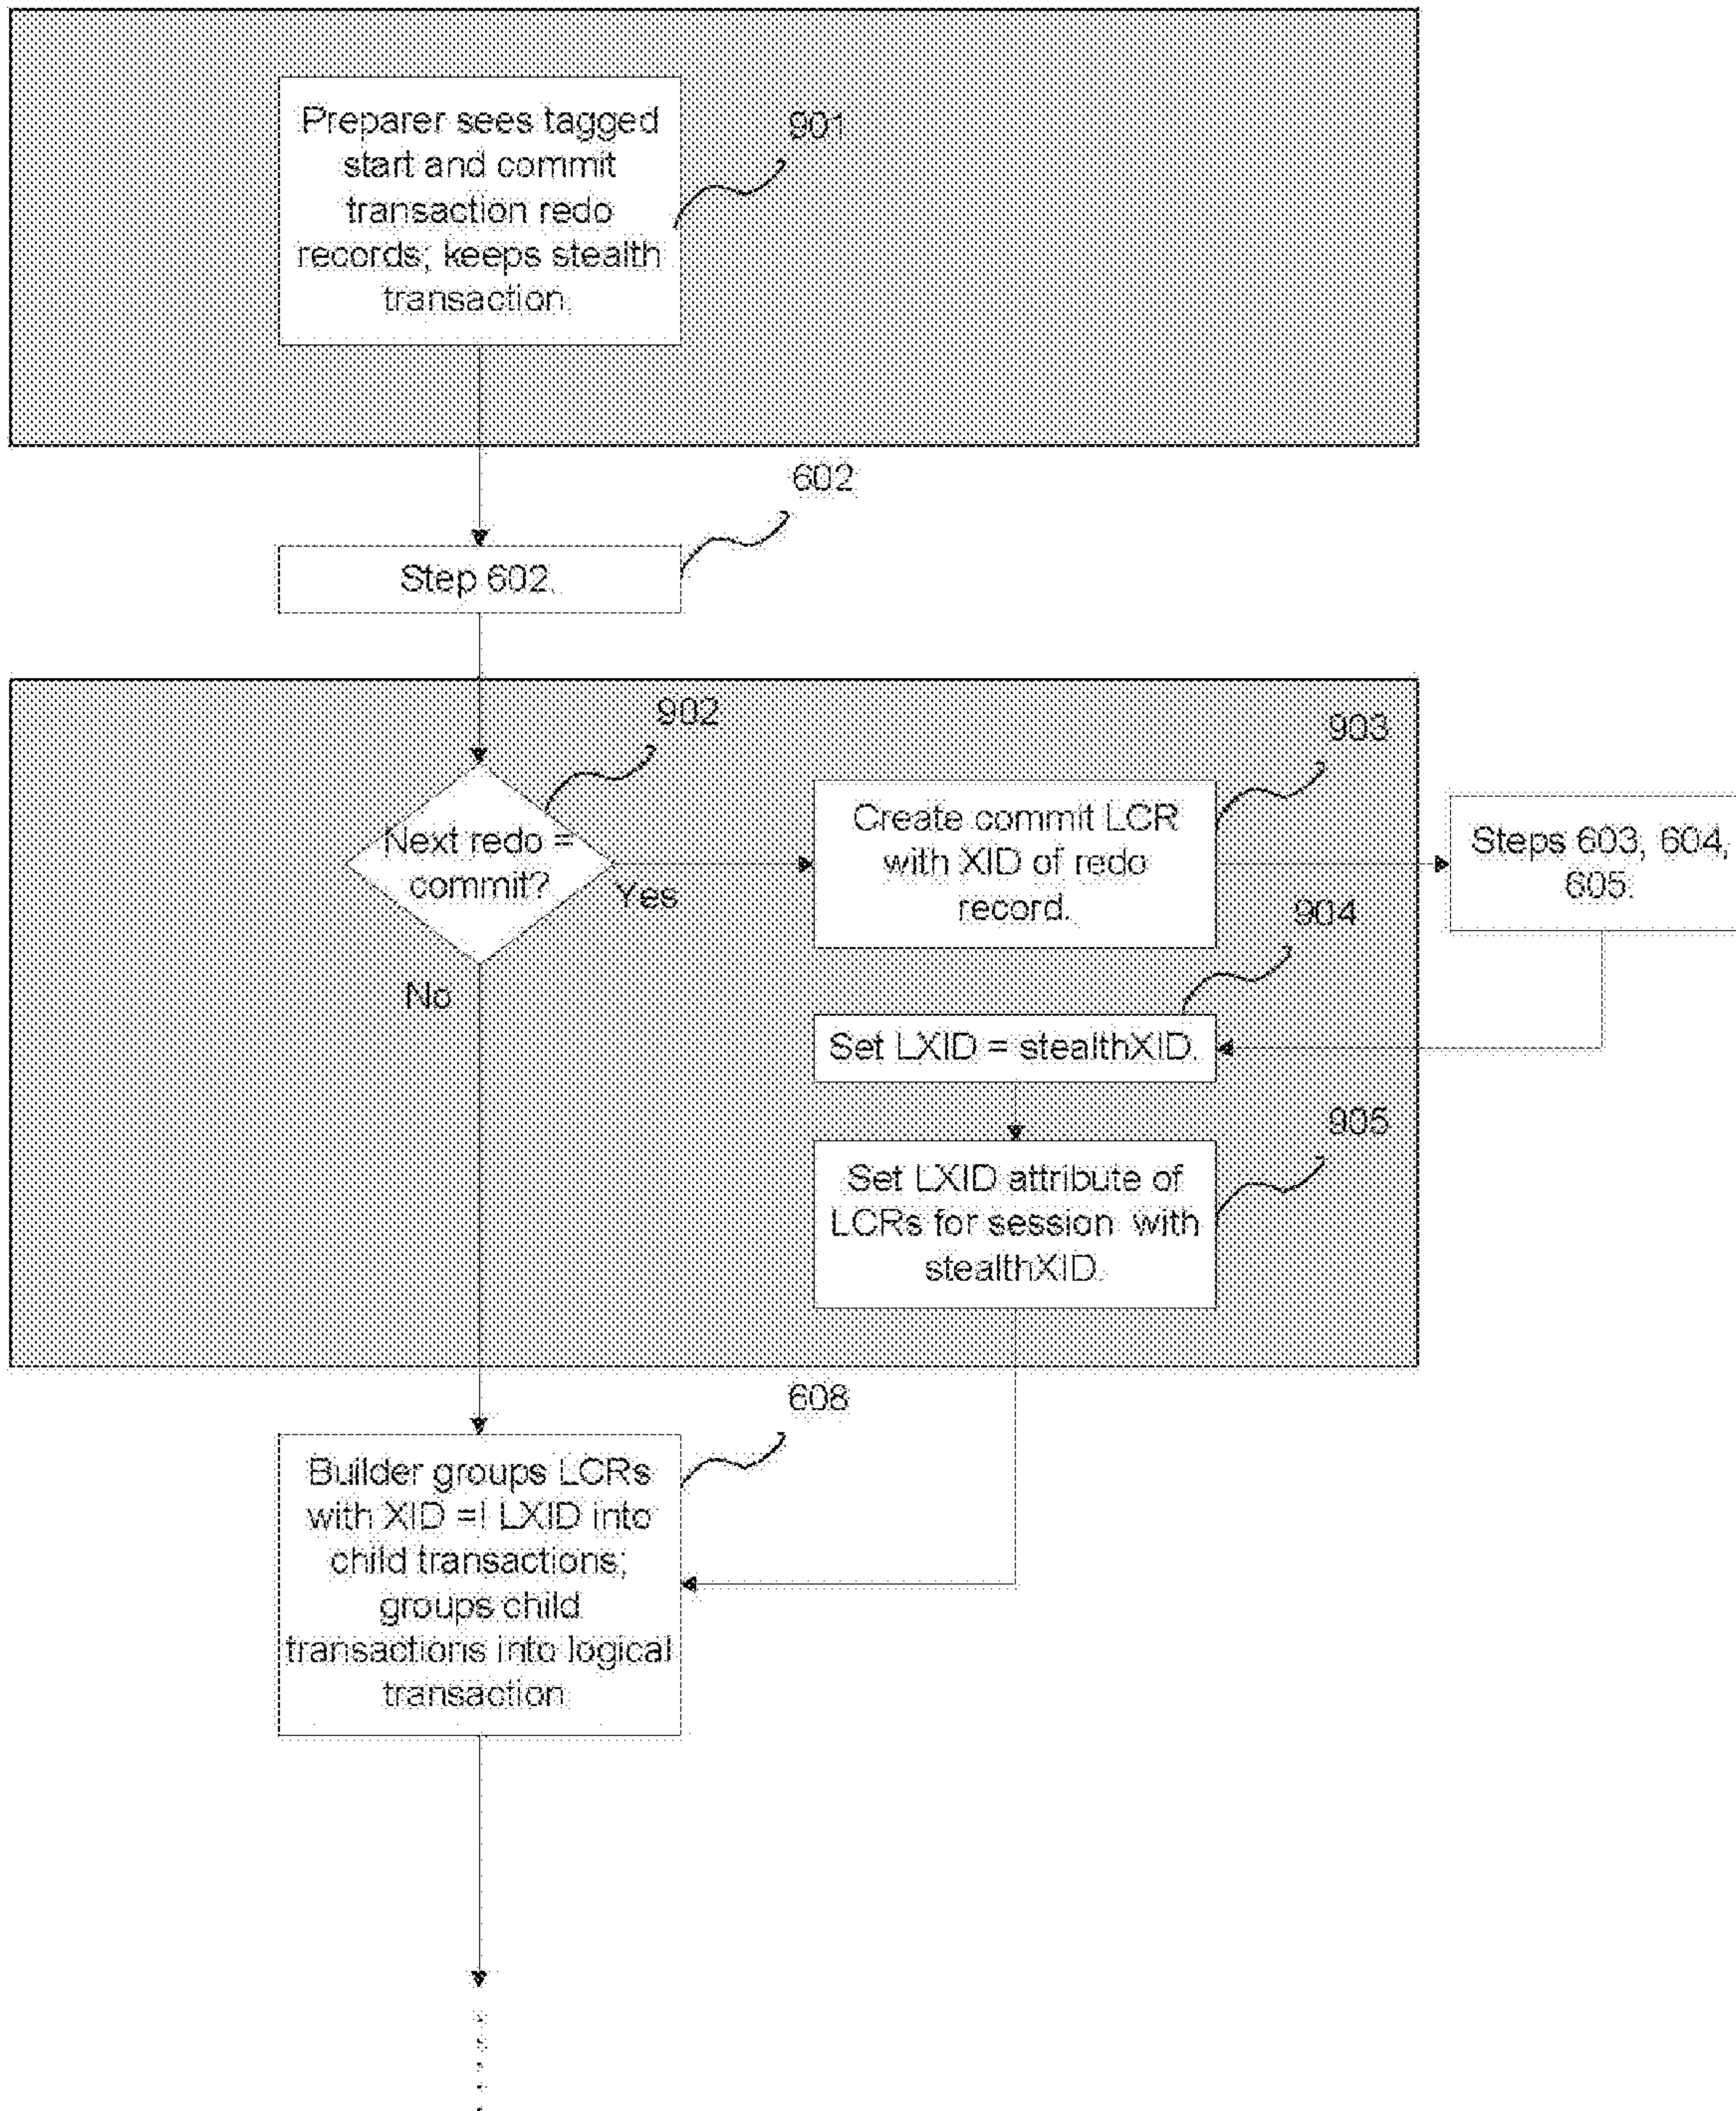 Preparer sees tagged
start and commit
transaction redo
records; keeps stealth
transaction.
901
602
Step 602.
902
Next redo =
commit?
Yes
No
903
Create commit LCR
with XID of redo
record.
Steps 603, 604,
605.
904
Set LXID = stealthXID.
905
Set LXID attribute of
LCRs for session with
stealthXID.
608
Builder groups LCRs
with XID =! LXID into
child transactions;
groups child
transactions into logical
transaction